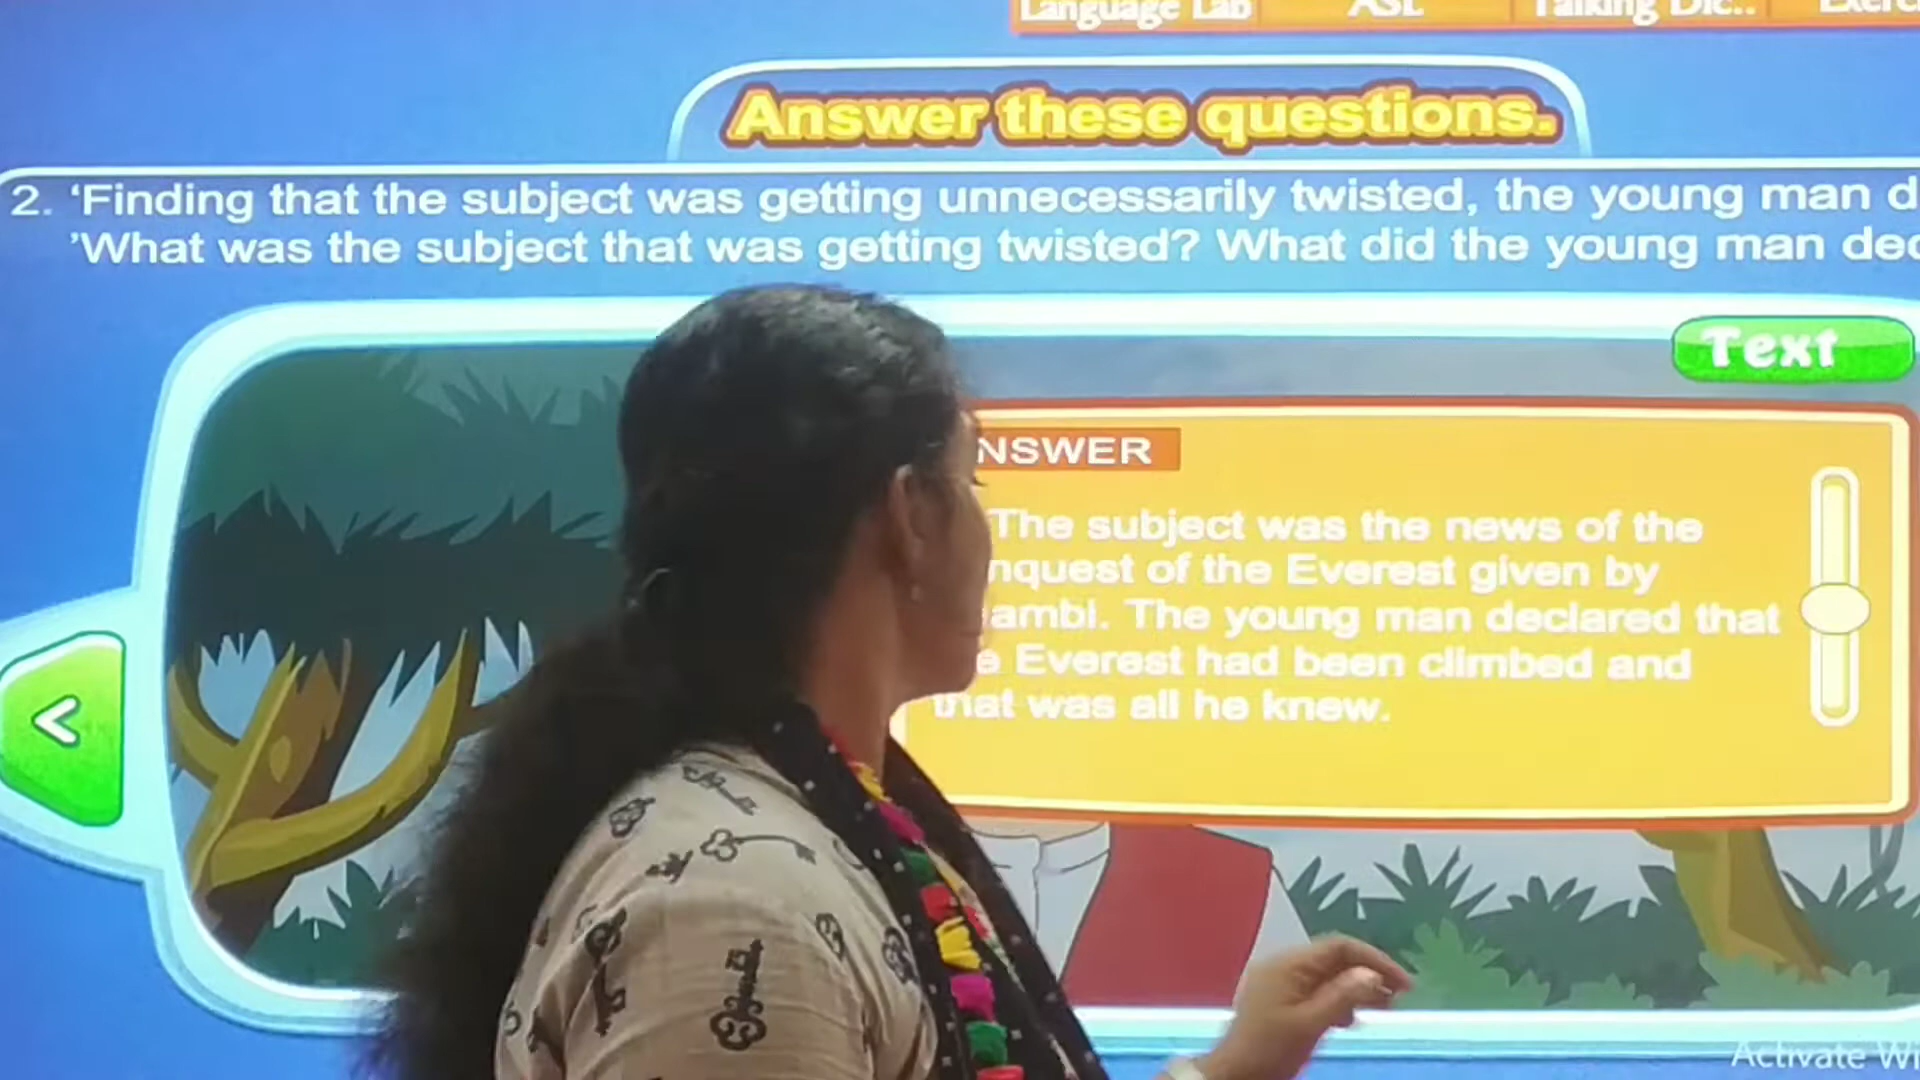 Language Lab ASL Talking Dic..
Answer these questions.
2. ‘Finding that the subject was getting unnecessarily twisted, the young man d
’What was the subject that was getting twisted? What did the young man dec
Text
NSWER
The subject was the news of the
nquest of the Everest given by
ambi. The young man declared that
e Everest had been climbed and
that was all he knew.
<
Activate Wi